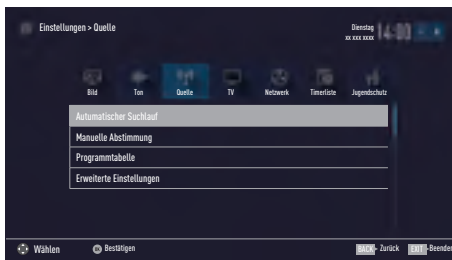 Einstellungen > Quelle
Dienstag
xx xxx xxxx
14:00
Bild Ton Quelle TV Netzwerk Timerliste Jugendschutz
Automatischer Suchlauf
Manuelle Abstimmung
Programmtabelle
Erweiterte Einstellungen
Wählen OK Bestätigen BACK - Zurück EXIT - Beenden